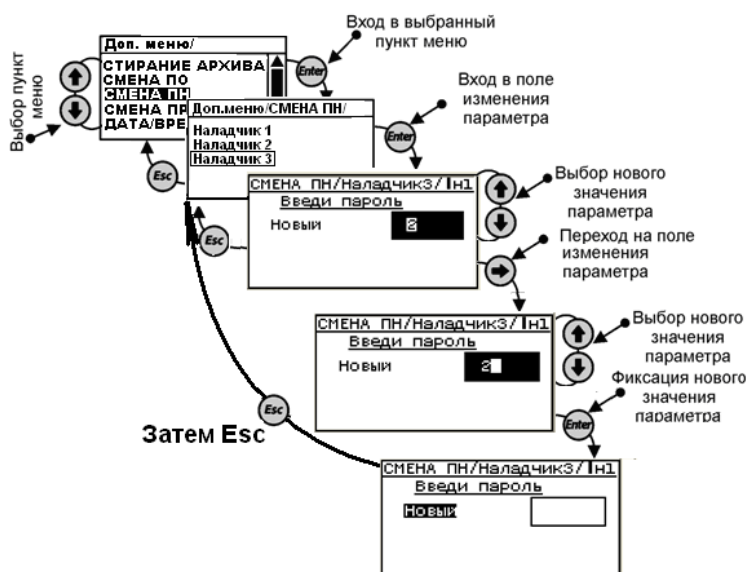 Вход в выбранный
пункт меню
Доп. меню/
СТИРАНИЕ АРХИВА
СМЕНА ПО
СМЕНА ПН
СМЕНА ПР
ДАТА/ВРЕ
Enter
Выбор пункт
меню
Вход в поле
изменения
параметра
Доп.меню/СМЕНА ПН/
Наладчик 1
Наладчик 2
Наладчик 3
Enter
Esc
Выбор нового
значения
параметра
СМЕНА ПН/Наладчик3/Пн1
Введи пароль
Новый 2
Esc
Переход на поле
изменения
параметра
СМЕНА ПН/Наладчик3/Пн1
Введи пароль
Новый 2
Выбор нового
значения
параметра
Фиксация нового
значения
параметра
Enter
Esc
Затем Esc
СМЕНА ПН/Наладчик3/Пн1
Введи пароль
Новый